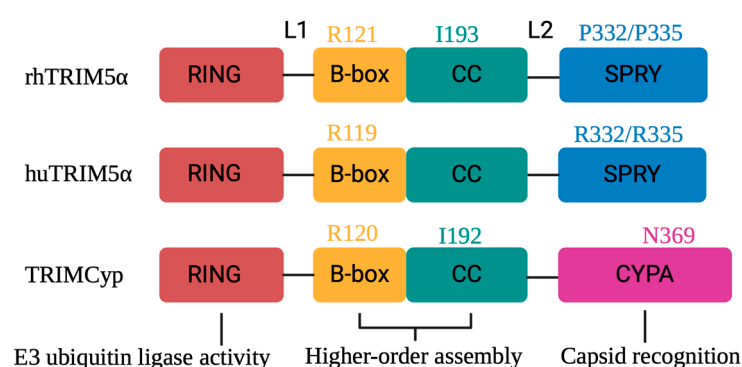 L1 R121 I193 L2 P332/P335
rhTRIM5α RING B-box CC SPRY
R119 R332/R335
huTRIM5α RING B-box CC SPRY
R120 I192 N369
TRIMCyp RING B-box CC CYPA
E3 ubiquitin ligase activity Higher-order assembly Capsid recognition